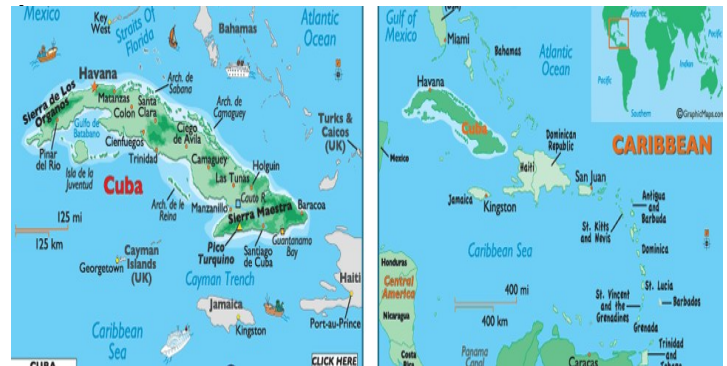 Mexico
Key
West
Straits Of
Florida
Bahamas
Atlantic
Ocean
Havana
Sierra de Los
Organos
Matanzas
Colon
Santa
Clara
Arch. de
Sabana
Arch. de
Camaguey
Golfo de
Batabano
Cienfuegos
Ciego
de Avila
Turks &
Caicos
(UK)
Pinar
del Rio
Isla de la
Juventud
Trinidad
Camaguey
Las Tunas
Holguin
Cuba
Arch. de la
Reina
Manzanillo
Cauto R.
Sierra Maestra
Baracoa
125 mi
125 km
Pico
Turquino
Santiago
de Cuba
Guantanamo
Bay
Cayman
Islands
(UK)
Georgetown
Cayman Trench
Haiti
Jamaica
Kingston
Port-au-Prince
Caribbean
Sea
CUBA
CLICK HERE
Gulf of
Mexico
Miami
Bahamas
Atlantic
Ocean
Atlantic
Pacific
Indian
Pacific
Southern
©GraphicMaps.com
Havana
Cuba
CARIBBEAN
Mexico
Dominican
Republic
Haiti
San Juan
Jamaica
Kingston
Antigua
and
Barbuda
St. Kitts
and Nevis
Dominica
Caribbean Sea
Honduras
Central
America
Nicaragua
400 mi
400 km
St. Lucia
St. Vincent
and the
Grenadines
Barbados
Grenada
Costa
Rica
Panama
Canal
Caracas
Trinidad
and